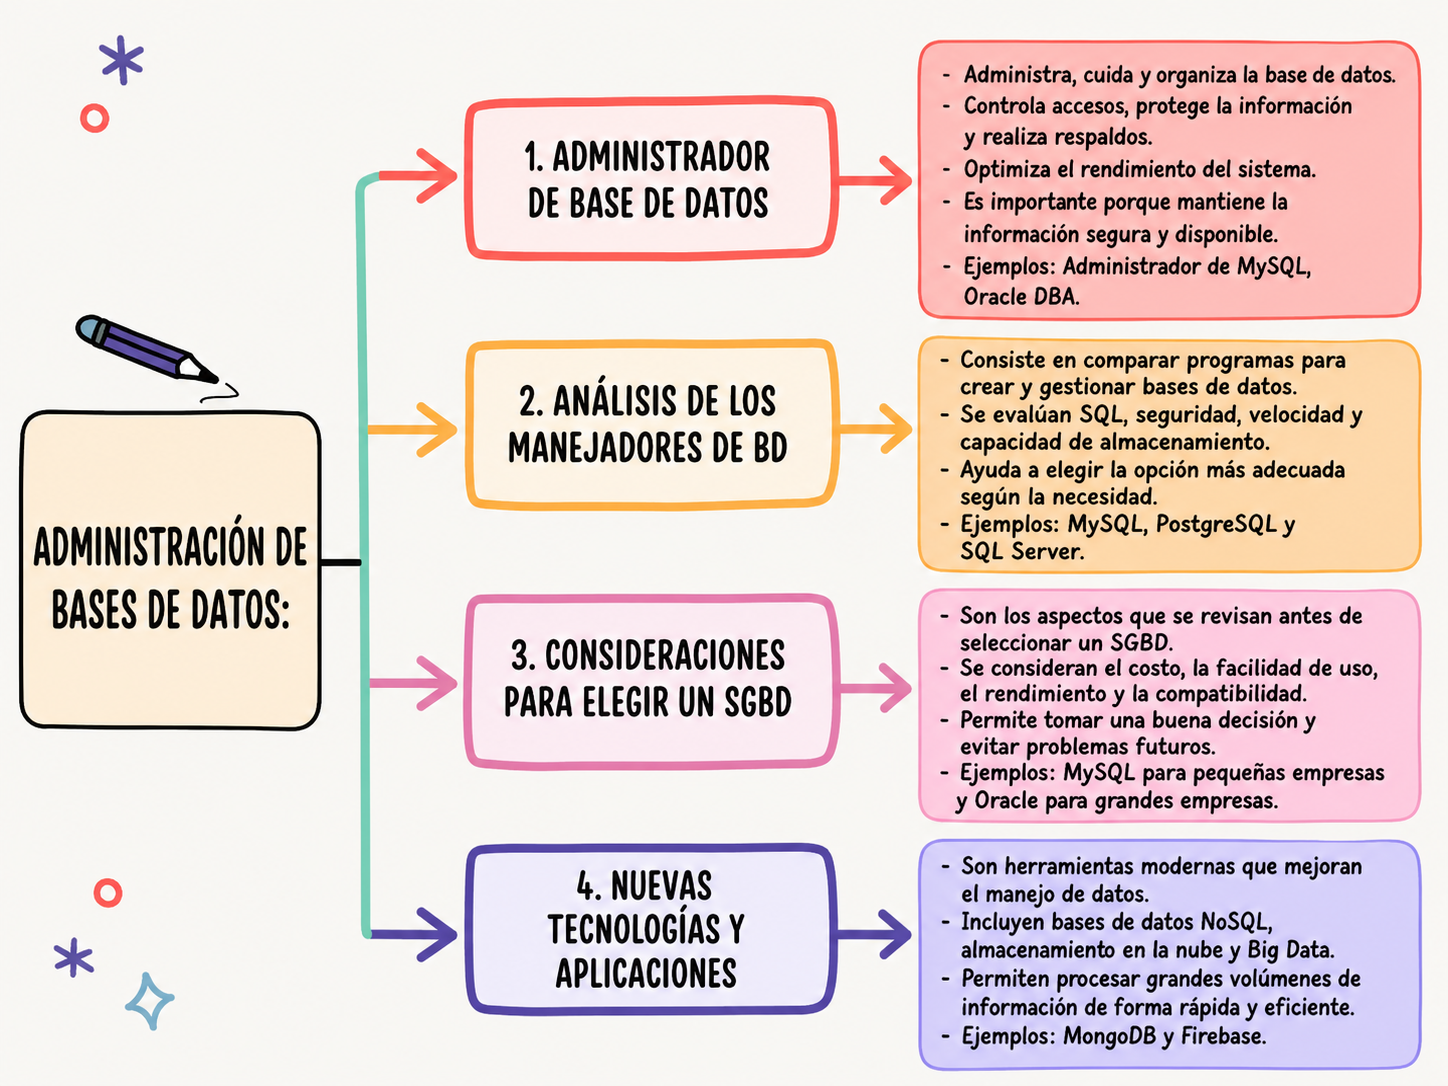 ADMINISTRACIÓN DE
BASES DE DATOS:
1. ADMINISTRADOR
DE BASE DE DATOS
- Administra, cuida y organiza la base de datos.
- Controla accesos, protege la información
y realiza respaldos.
- Optimiza el rendimiento del sistema.
- Es importante porque mantiene la
información segura y disponible.
- Ejemplos: Administrador de MySQL,
Oracle DBA.
2. ANÁLISIS DE LOS
MANEJADORES DE BD
- Consiste en comparar programas para
crear y gestionar bases de datos.
- Se evalúan SQL, seguridad, velocidad y
capacidad de almacenamiento.
- Ayuda a elegir la opción más adecuada
según la necesidad.
- Ejemplos: MySQL, PostgreSQL y
SQL Server.
3. CONSIDERACIONES
PARA ELEGIR UN SGBD
- Son los aspectos que se revisan antes de
seleccionar un SGBD.
- Se consideran el costo, la facilidad de uso,
el rendimiento y la compatibilidad.
- Permite tomar una buena decisión y
evitar problemas futuros.
- Ejemplos: MySQL para pequeñas empresas
y Oracle para grandes empresas.
4. NUEVAS
TECNOLOGÍAS Y
APLICACIONES
- Son herramientas modernas que mejoran
el manejo de datos.
- Incluyen bases de datos NoSQL,
almacenamiento en la nube y Big Data.
- Permiten procesar grandes volúmenes de
información de forma rápida y eficiente.
- Ejemplos: MongoDB y Firebase.